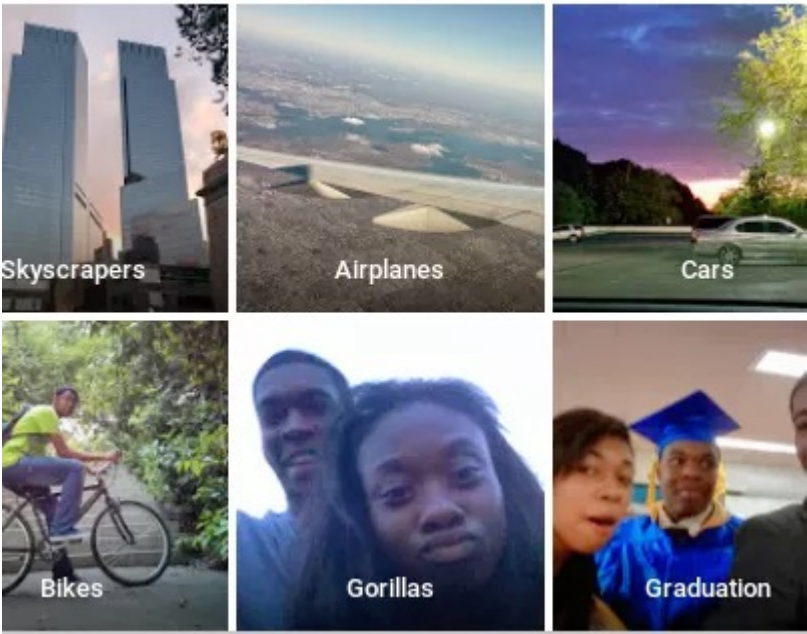 Skyscrapers
Airplanes
Cars
Bikes
Gorillas
Graduation